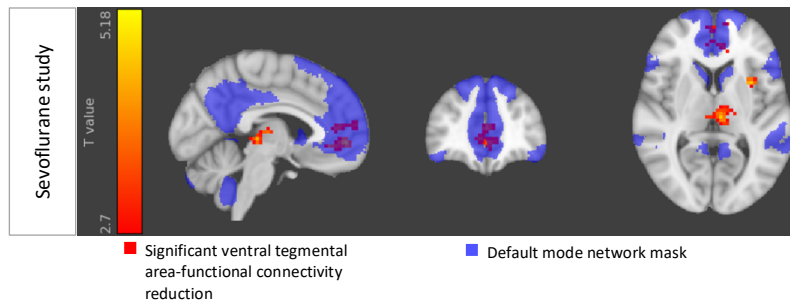 Sevoflurane study
5.18
T value
2.7
Significant ventral tegmental
area-functional connectivity
reduction
Default mode network mask